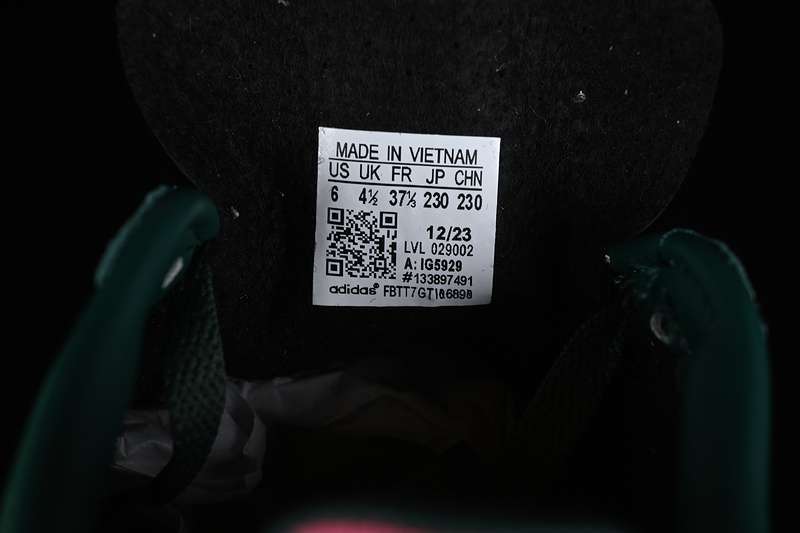 MADE IN VIETNAM
US UK FR JP CHN
6 4½ 37⅓ 230 230
12/23
LVL 029002
A: IG5929
#133897491
adidas®